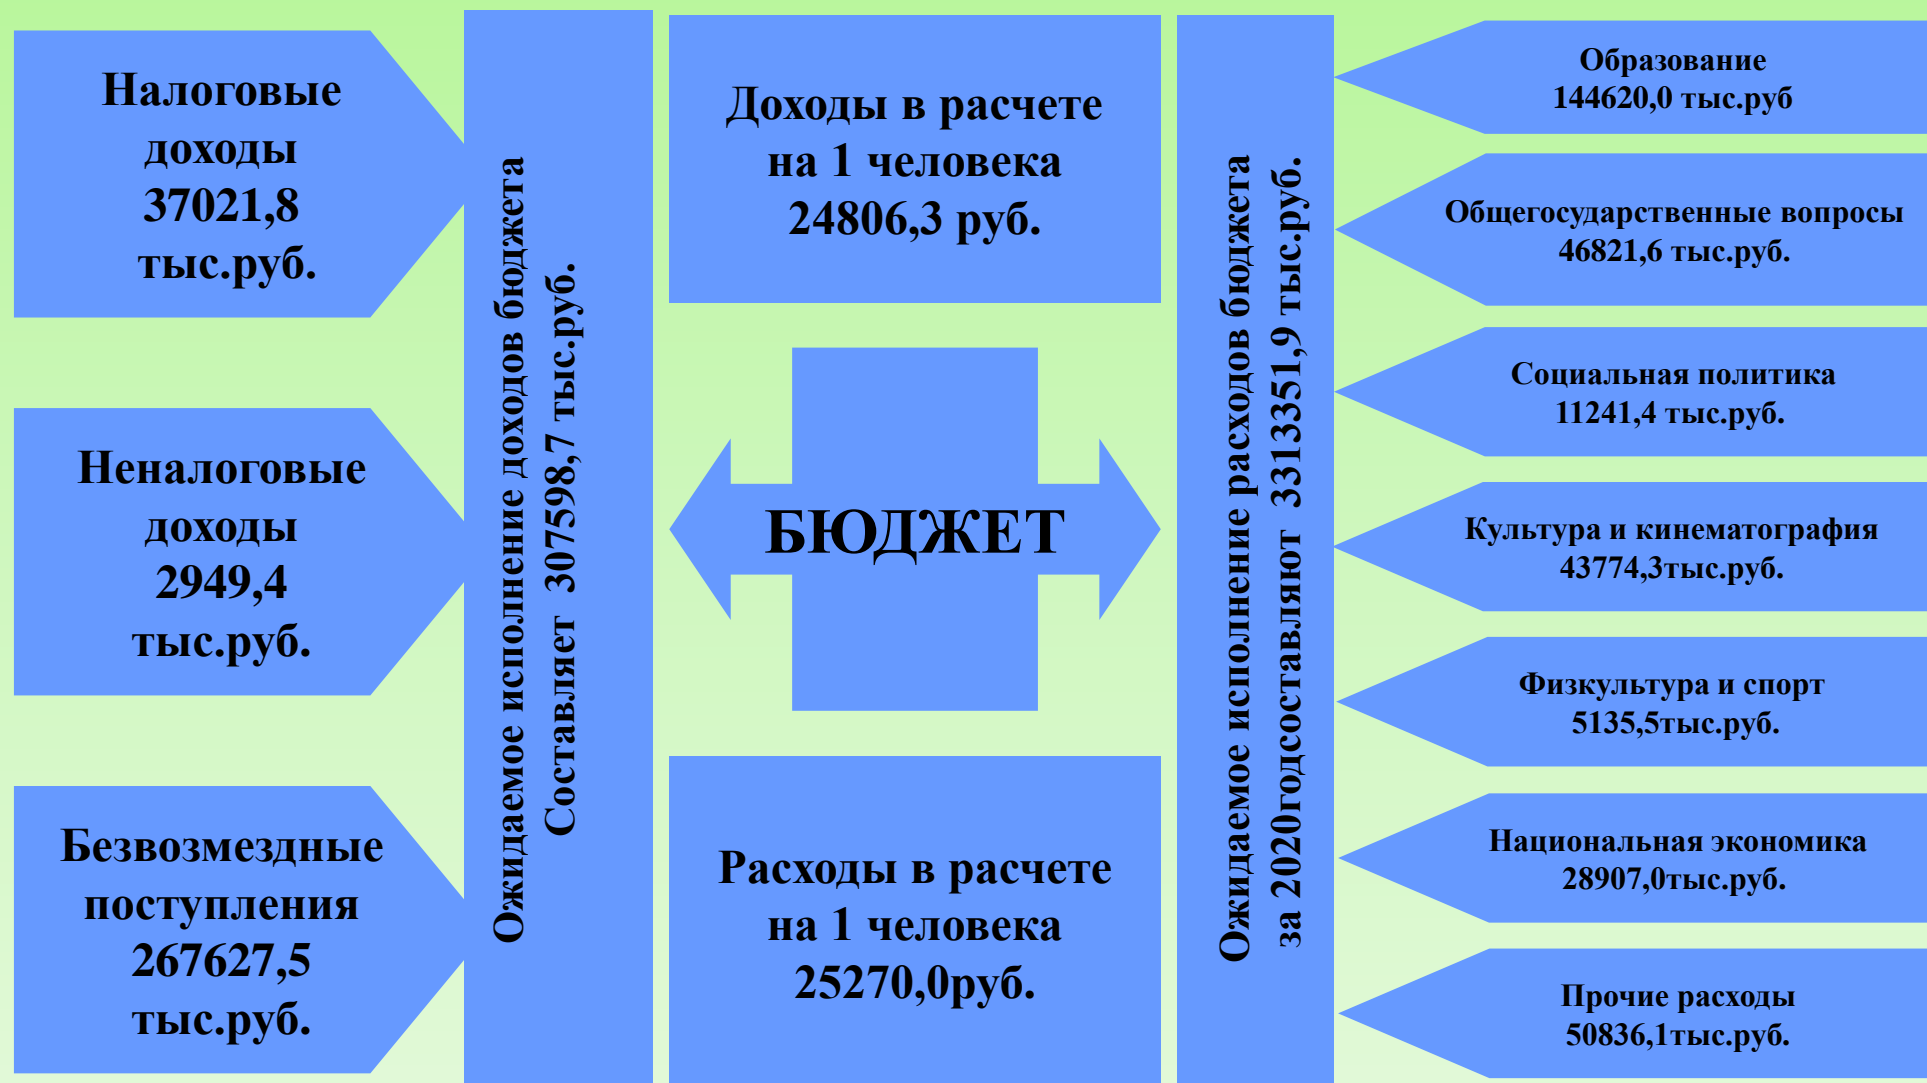 Налоговые
доходы
37021,8
тыс.руб.
Неналоговые
доходы
2949,4
тыс.руб.
Безвозмездные
поступления
267627,5
тыс.руб.
Ожидаемое исполнение доходов бюджета
Составляет 307598,7 тыс.руб.
Доходы в расчете
на 1 человека
24806,3 руб.
БЮДЖЕТ
Расходы в расчете
на 1 человека
25270,0руб.
Ожидаемое исполнение расходов бюджета
за 2020годсоставляют 3313351,9 тыс.руб.
Образование
144620,0 тыс.руб
Общегосударственные вопросы
46821,6 тыс.руб.
Социальная политика
11241,4 тыс.руб.
Культура и кинематография
43774,3тыс.руб.
Физкультура и спорт
5135,5тыс.руб.
Национальная экономика
28907,0тыс.руб.
Прочие расходы
50836,1тыс.руб.